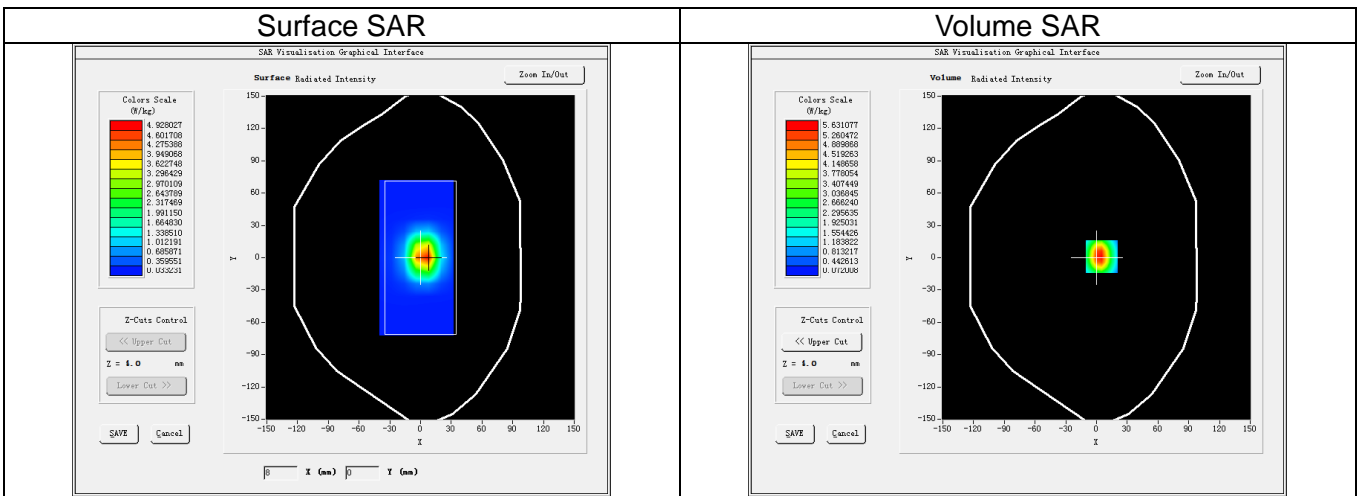 Surface SAR
Volume SAR
SAR Visualisation Graphical Interface
Surface Radiated Intensity
Zoom In/Out
Colors Scale
(W/kg)
4.928027
4.601708
4.275388
3.949068
3.622748
3.296429
2.970109
2.643789
2.317469
1.991150
1.664830
1.338510
1.012191
0.685871
0.359551
0.033231
150
120
90
60
30
0
-30
-60
-90
-120
-150
Y
-150 -120 -90 -60 -30 0 30 60 90 120 150
X
Z-Cuts Control
<< Upper Cut
Z = 4.0 mm
Lower Cut >>
SAVE Cancel
8 X (mm) 0 Y (mm)
SAR Visualisation Graphical Interface
Volume Radiated Intensity
Zoom In/Out
Colors Scale
(W/kg)
5.631077
5.260472
4.889868
4.519263
4.148658
3.778054
3.407449
3.036845
2.666240
2.295635
1.925031
1.554426
1.183822
0.813217
0.442613
0.072008
150
120
90
60
30
0
-30
-60
-90
-120
-150
Y
-150 -120 -90 -60 -30 0 30 60 90 120 150
X
Z-Cuts Control
<< Upper Cut
Z = 4.0 mm
Lower Cut >>
SAVE Cancel